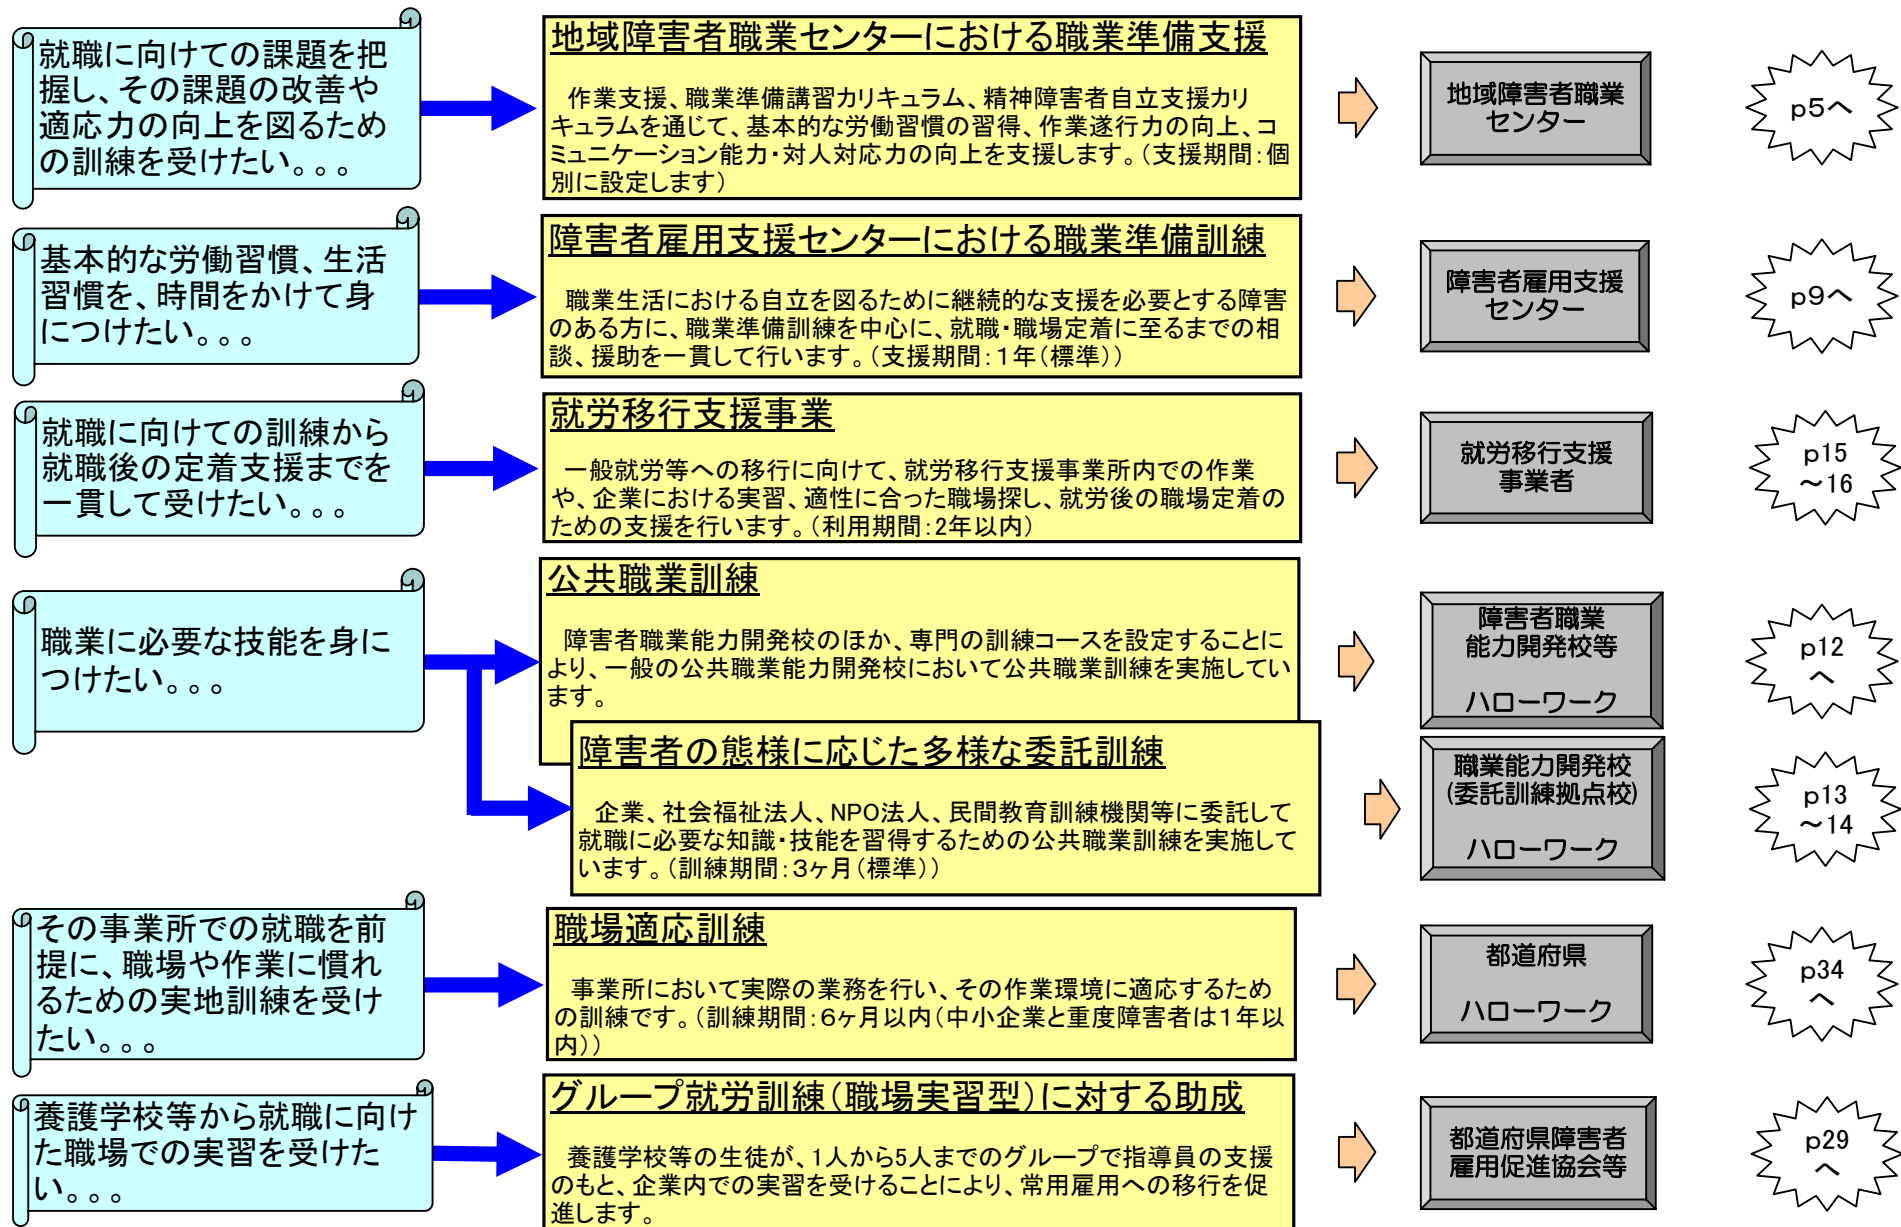 就職に向けての課題を把
握し、その課題の改善や
適応力の向上を図るため
の訓練を受けたい。。。
地域障害者職業センターにおける職業準備支援
作業支援、職業準備講習カリキュラム、精神障害者自立支援カリ
キュラムを通じて、基本的な労働習慣の習得、作業遂行力の向上、コ
ミュニケーション能力・対人対応力の向上を支援します。（支援期間：個
別に設定します）
地域障害者職業
センター
p5へ
基本的な労働習慣、生活
習慣を、時間をかけて身
につけたい。。。
障害者雇用支援センターにおける職業準備訓練
職業生活における自立を図るために継続的な支援を必要とする障害
のある方に、職業準備訓練を中心に、就職・職場定着に至るまでの相
談、援助を一貫して行います。（支援期間：１年（標準））
障害者雇用支援
センター
p9へ
就職に向けての訓練から
就職後の定着支援までを
一貫して受けたい。。。
就労移行支援事業
一般就労等への移行に向けて、就労移行支援事業所内での作業
や、企業における実習、適性に合った職場探し、就労後の職場定着の
ための支援を行います。（利用期間：2年以内）
就労移行支援
事業者
p15
～16
職業に必要な技能を身に
つけたい。。。
公共職業訓練
障害者職業能力開発校のほか、専門の訓練コースを設定することに
より、一般の公共職業能力開発校において公共職業訓練を実施してい
ます。
障害者職業
能力開発校等
ハローワーク
p12
へ
障害者の態様に応じた多様な委託訓練
企業、社会福祉法人、NPO法人、民間教育訓練機関等に委託して
就職に必要な知識・技能を習得するための公共職業訓練を実施して
います。（訓練期間：３ヶ月（標準））
職業能力開発校
(委託訓練拠点校)
ハローワーク
p13
～14
その事業所での就職を前
提に、職場や作業に慣れ
るための実地訓練を受け
たい。。。
職場適応訓練
事業所において実際の業務を行い、その作業環境に適応するため
の訓練です。（訓練期間：６ヶ月以内（中小企業と重度障害者は１年以
内））
都道府県
ハローワーク
p34
へ
養護学校等から就職に向け
た職場での実習を受けた
い。。。
グループ就労訓練（職場実習型）に対する助成
養護学校等の生徒が、1人から5人までのグループで指導員の支援
のもと、企業内での実習を受けることにより、常用雇用への移行を促
進します。
都道府県障害者
雇用促進協会等
p29
へ